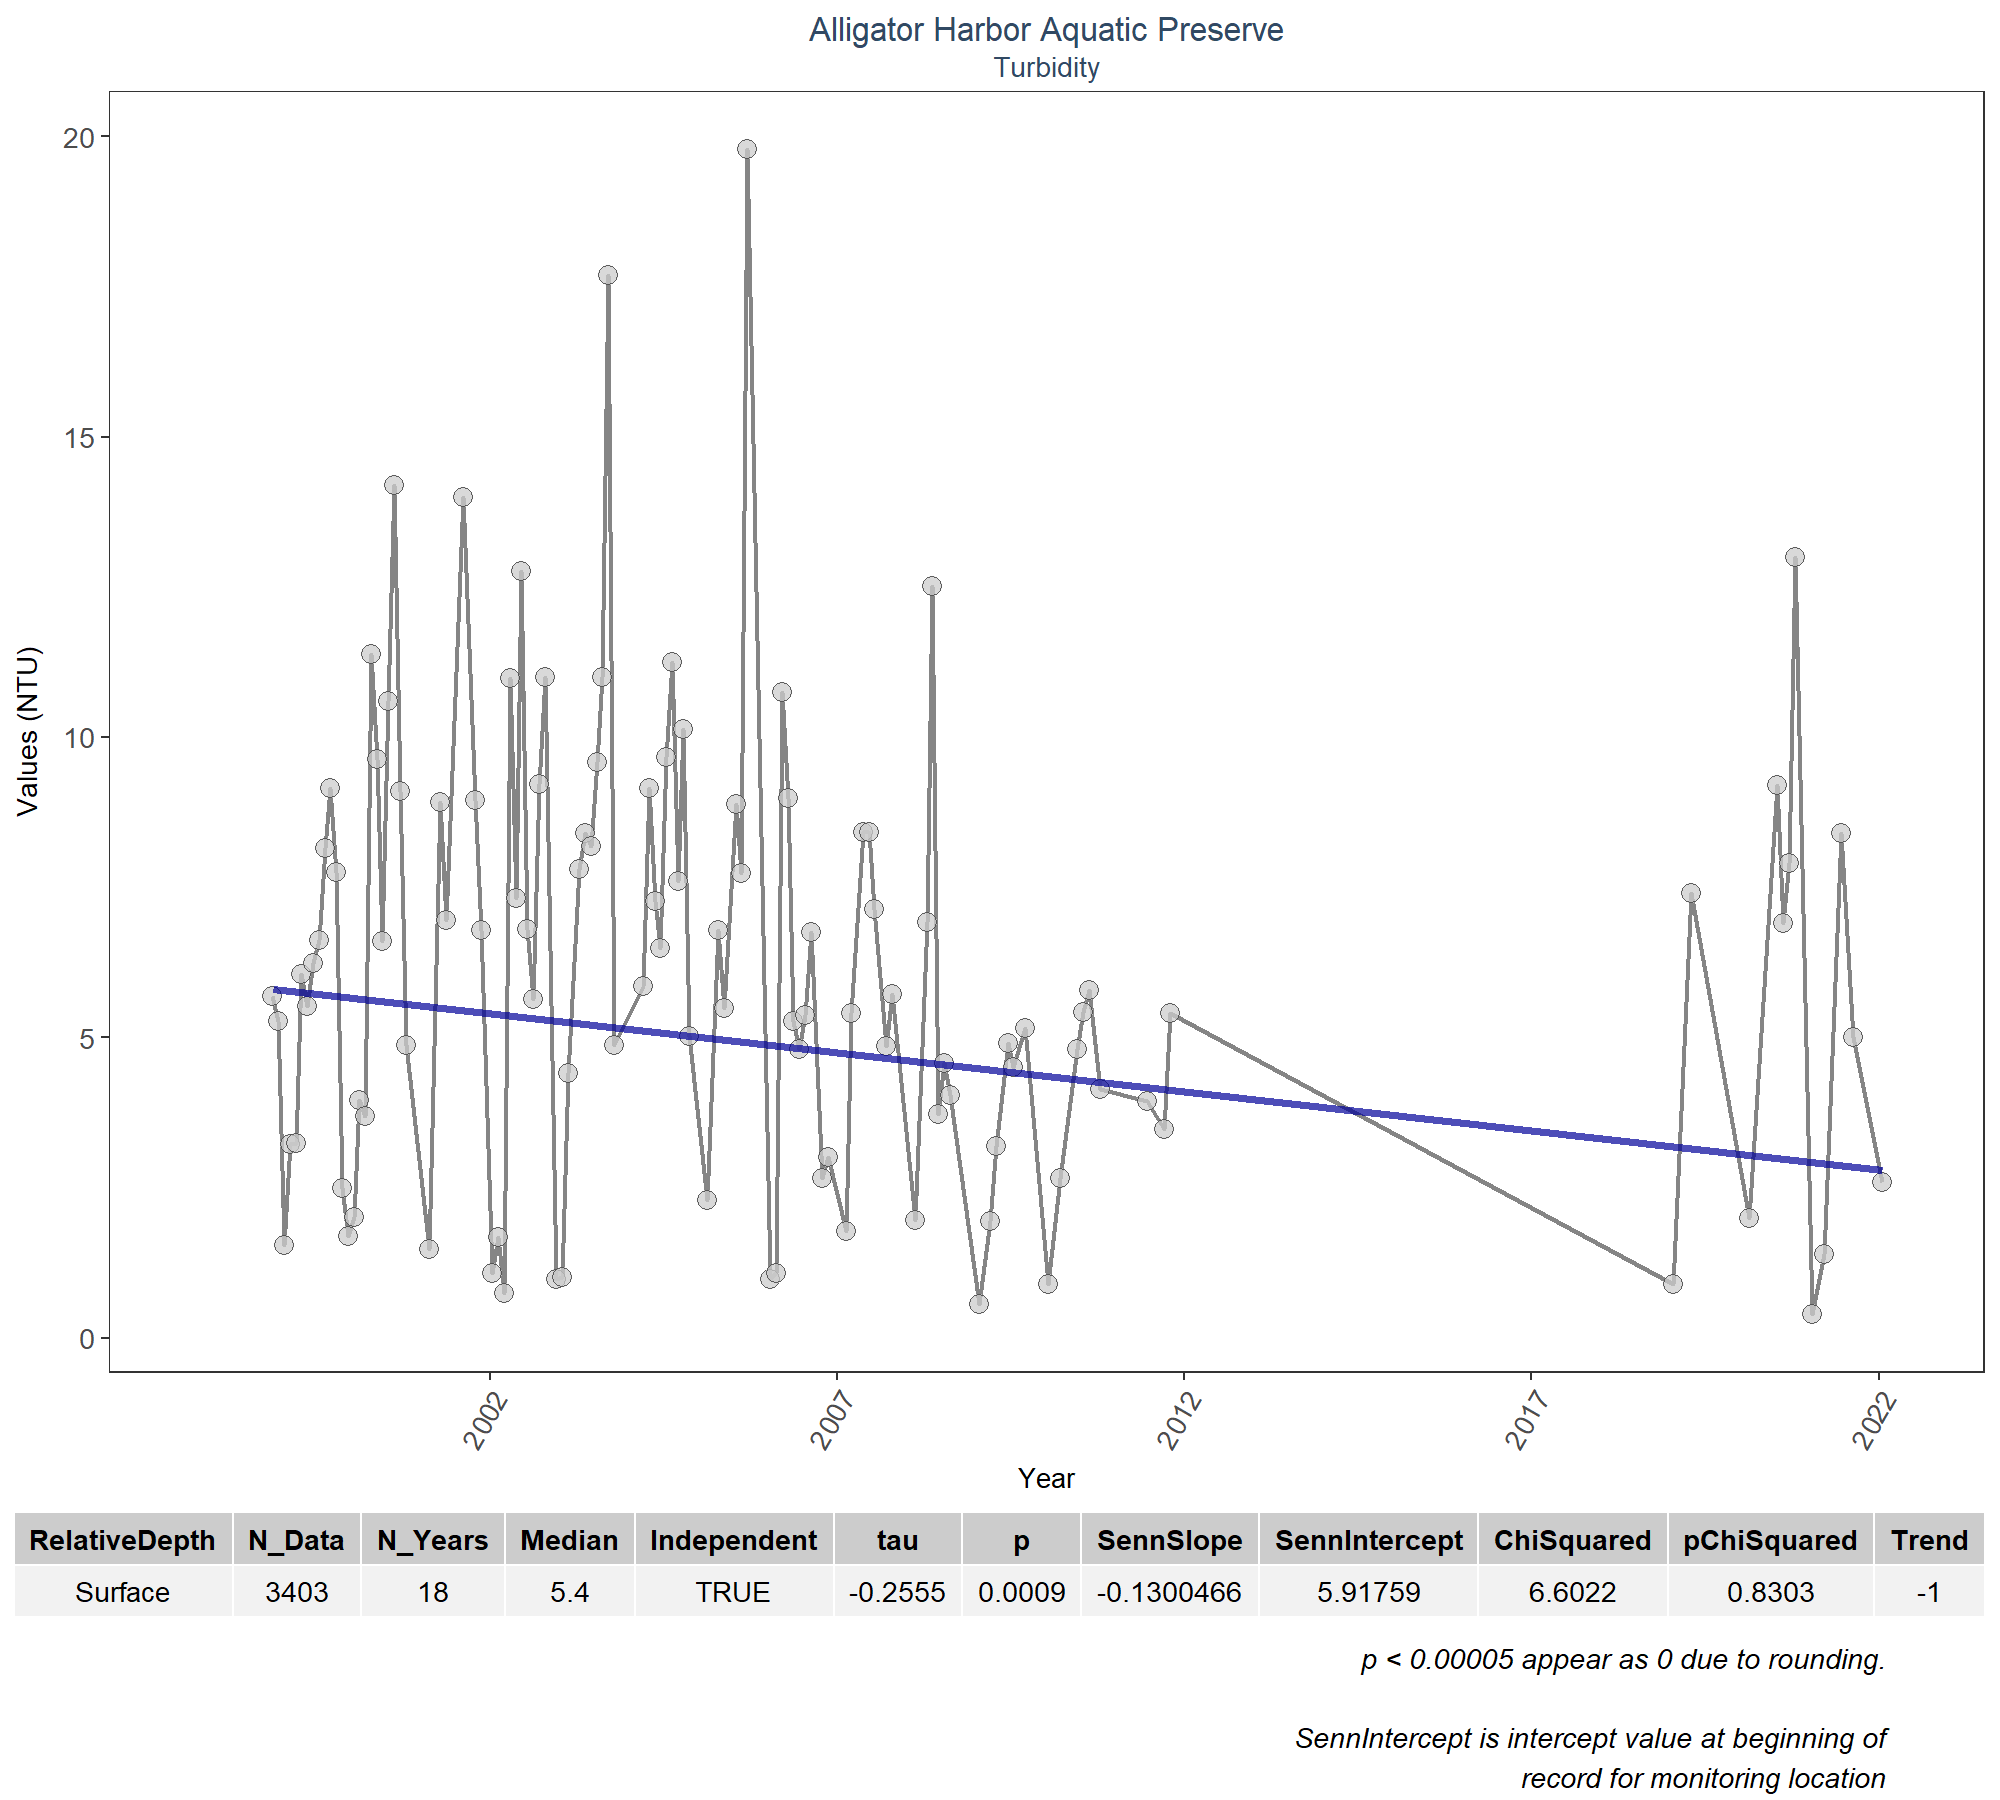 Alligator Harbor Aquatic Preserve
Turbidity
20
15
10
5
0
Values (NTU)
2002
2007
2012
2017
2022
Year
RelativeDepth N_Data N_Years Median Independent tau p SennSlope SennIntercept ChiSquared pChiSquared Trend
Surface 3403 18 5.4 TRUE -0.2555 0.0009 -0.1300466 5.91759 6.6022 0.8303 -1
p < 0.00005 appear as 0 due to rounding.
SennIntercept is intercept value at beginning of
record for monitoring location